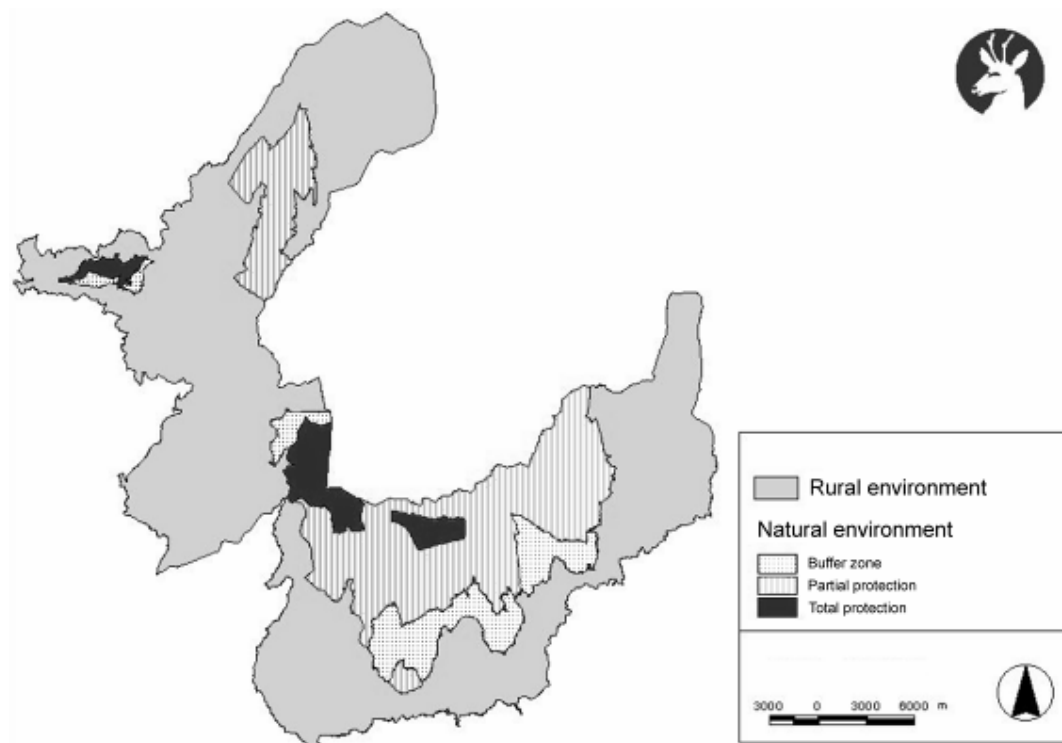 Rural environment
Natural environment
Buffer zone
Partial protection
Total protection
3000 0 3000 6000 m